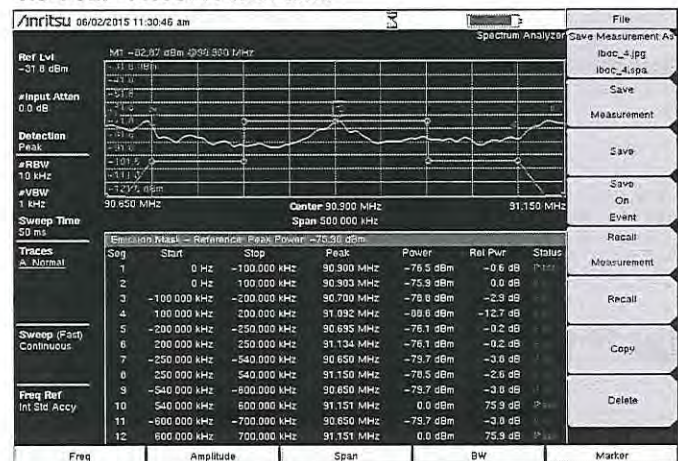 Anritsu 06/02/2015 11:30:46 am
Spectrum Analyzer
M1 -82.87 dBm @90.900 MHz
Ref Lvl
-31.8 dBm
#Input Atten
0.0 dB
Detection
Peak
#RBW
10 kHz
#VBW
1 kHz
Sweep Time
50 ms
Traces
A: Normal
Sweep (Fast)
Continuous
Freq Ref
Int Std Accy
90.650 MHz
Center 90.900 MHz
91.150 MHz
Span 500.000 kHz
Emission Mask - Reference: Peak Power -75.90 dBm
Seg Start Stop Peak Power Rel Pwr Status
1 0 Hz -100.000 kHz 90.900 MHz -76.5 dBm -0.6 dB
2 0 Hz 100.000 kHz 90.903 MHz -75.9 dBm 0.0 dB
3 -100.000 kHz -200.000 kHz 90.700 MHz -78.8 dBm -2.9 dB
4 100.000 kHz 200.000 kHz 91.092 MHz -88.6 dBm -12.7 dB
5 -200.000 kHz -250.000 kHz 90.695 MHz -76.1 dBm -0.2 dB
6 200.000 kHz 250.000 kHz 91.134 MHz -76.1 dBm -0.2 dB
7 -250.000 kHz -540.000 kHz 90.650 MHz -79.7 dBm -3.8 dB
8 250.000 kHz 540.000 kHz 91.150 MHz -78.5 dBm -2.6 dB
9 -540.000 kHz -600.000 kHz 90.650 MHz -79.7 dBm -3.8 dB
10 540.000 kHz 600.000 kHz 91.151 MHz 0.0 dBm 75.9 dB
11 -600.000 kHz -700.000 kHz 90.650 MHz -79.7 dBm -3.8 dB
12 600.000 kHz 700.000 kHz 91.151 MHz 0.0 dBm 75.9 dB
File
Save Measurement As
iboc_4.jpg
iboc_4.spa
Save
Measurement
Save
Save
On
Event
Recall
Measurement
Recall
Copy
Delete
Freq
Amplitude
Span
BW
Marker